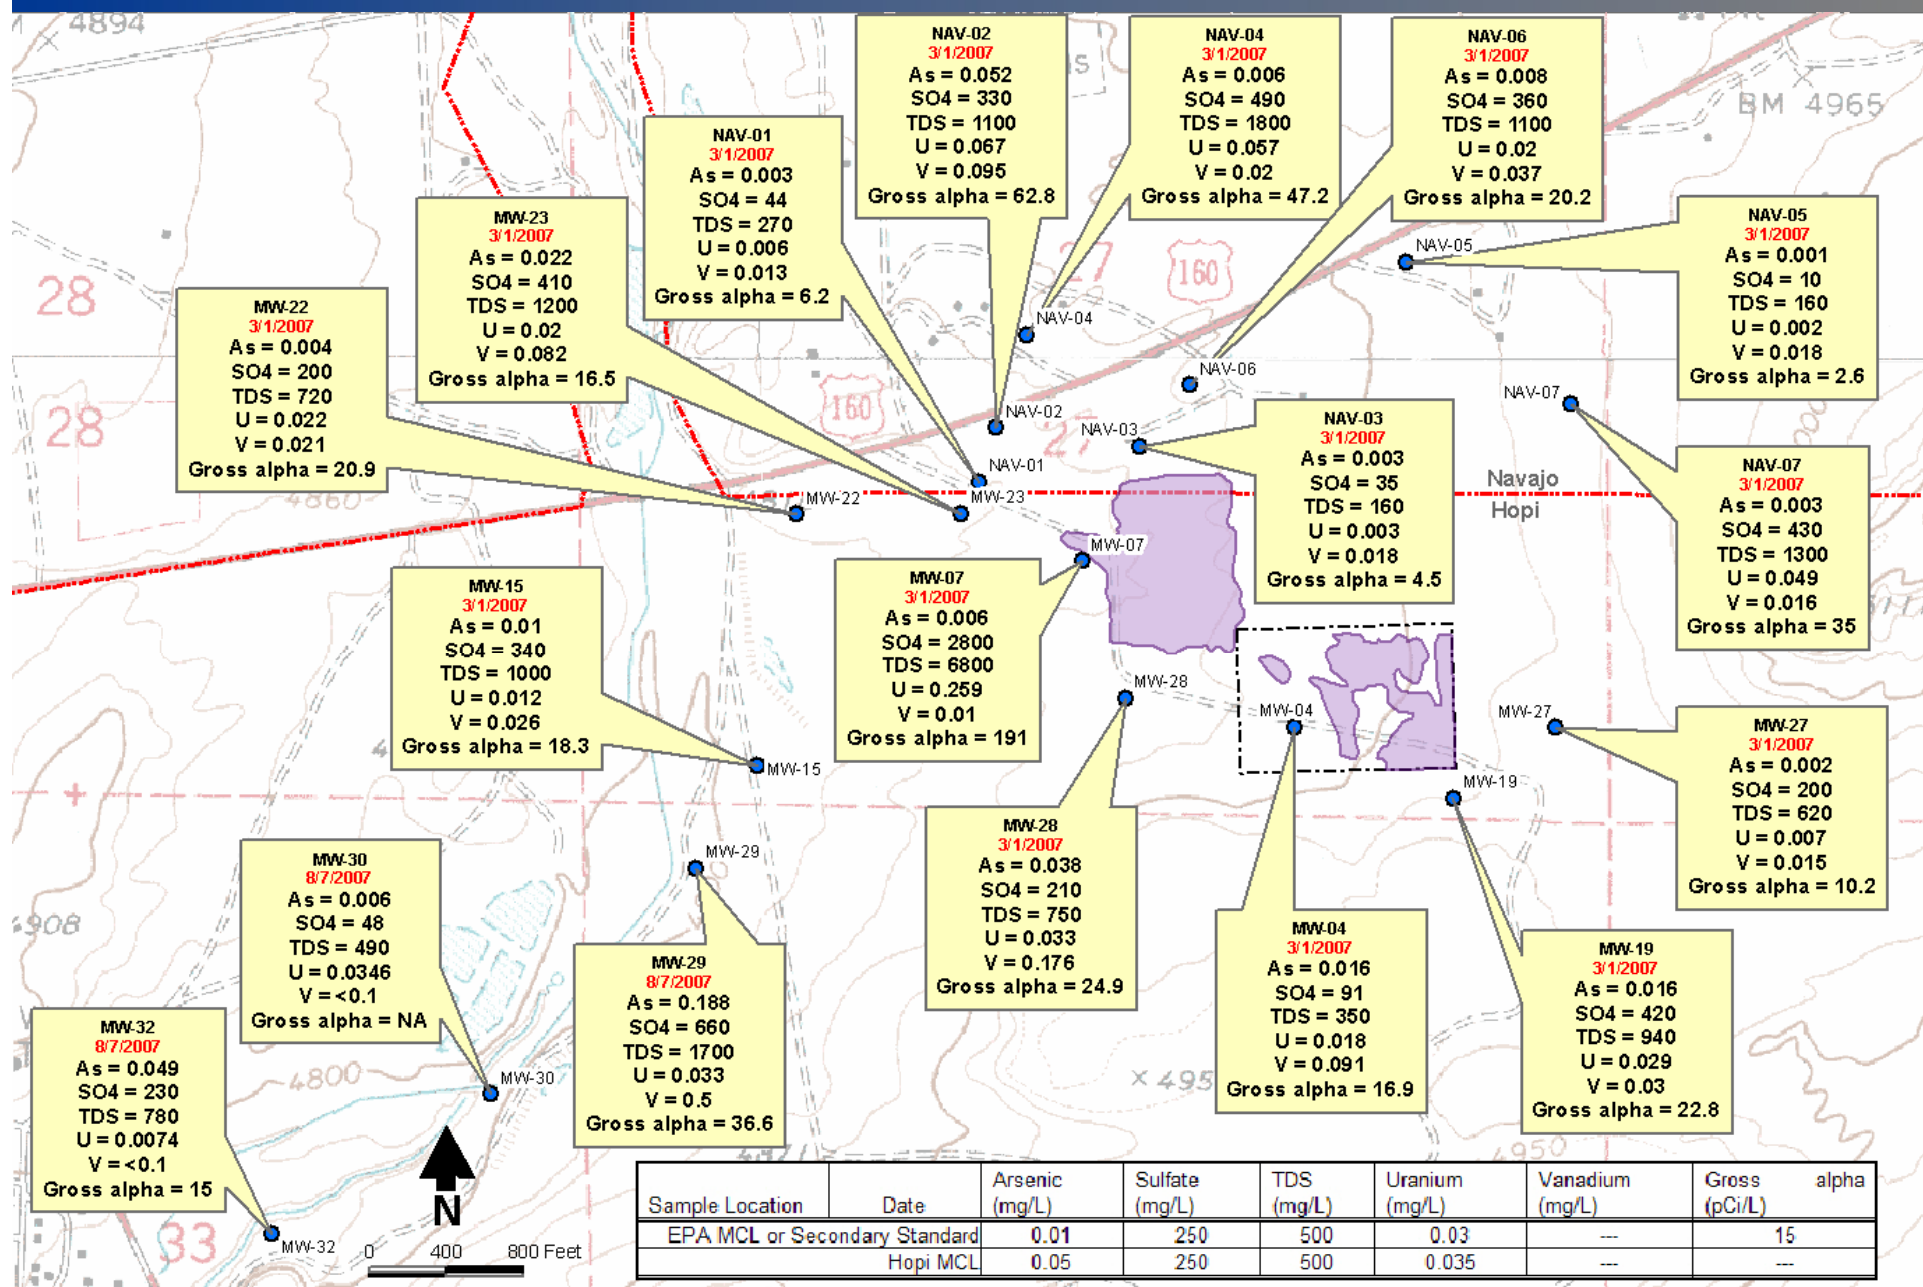 4894
NAV-02
3/1/2007
As = 0.052
SO4 = 330
TDS = 1100
U = 0.067
V = 0.095
Gross alpha = 62.8
NAV-04
3/1/2007
As = 0.006
SO4 = 490
TDS = 1800
U = 0.057
V = 0.02
Gross alpha = 47.2
NAV-06
3/1/2007
As = 0.008
SO4 = 360
TDS = 1100
U = 0.02
V = 0.037
Gross alpha = 20.2
BM 4965
NAV-01
3/1/2007
As = 0.003
SO4 = 44
TDS = 270
U = 0.006
V = 0.013
Gross alpha = 6.2
MW-23
3/1/2007
As = 0.022
SO4 = 410
TDS = 1200
U = 0.02
V = 0.082
Gross alpha = 16.5
NAV-05
3/1/2007
As = 0.001
SO4 = 10
TDS = 160
U = 0.002
V = 0.018
Gross alpha = 2.6
MW-22
3/1/2007
As = 0.004
SO4 = 200
TDS = 720
U = 0.022
V = 0.021
Gross alpha = 20.9
28
27
160
NAV-05
NAV-04
NAV-06
28
160
NAV-02
27
NAV-03
NAV-07
NAV-01
NAV-03
3/1/2007
As = 0.003
SO4 = 35
TDS = 160
U = 0.003
V = 0.018
Gross alpha = 4.5
NAV-07
3/1/2007
As = 0.003
SO4 = 430
TDS = 1300
U = 0.049
V = 0.016
Gross alpha = 35
Navajo
Hopi
4860
MW-22
MW-23
MW-07
MW-15
3/1/2007
As = 0.01
SO4 = 340
TDS = 1000
U = 0.012
V = 0.026
Gross alpha = 18.3
MW-07
3/1/2007
As = 0.006
SO4 = 2800
TDS = 6800
U = 0.259
V = 0.01
Gross alpha = 191
MW-28
MW-04
MW-27
MW-15
MW-19
MW-27
3/1/2007
As = 0.002
SO4 = 200
TDS = 620
U = 0.007
V = 0.015
Gross alpha = 10.2
MW-28
3/1/2007
As = 0.038
SO4 = 210
TDS = 750
U = 0.033
V = 0.176
Gross alpha = 24.9
MW-29
MW-30
8/7/2007
As = 0.006
SO4 = 48
TDS = 490
U = 0.0346
V = <0.1
Gross alpha = NA
4908
MW-29
8/7/2007
As = 0.188
SO4 = 660
TDS = 1700
U = 0.033
V = 0.5
Gross alpha = 36.6
MW-04
3/1/2007
As = 0.016
SO4 = 91
TDS = 350
U = 0.018
V = 0.091
Gross alpha = 16.9
MW-19
3/1/2007
As = 0.016
SO4 = 420
TDS = 940
U = 0.029
V = 0.03
Gross alpha = 22.8
MW-32
8/7/2007
As = 0.049
SO4 = 230
TDS = 780
U = 0.0074
V = <0.1
Gross alpha = 15
4800
MW-30
495
4950
N
33
MW-32
0 400 800 Feet
Sample Location Date Arsenic (mg/L) Sulfate (mg/L) TDS (mg/L) Uranium (mg/L) Vanadium (mg/L) Gross alpha (pCi/L)
EPA MCL or Secondary Standard 0.01 250 500 0.03 --- 15
Hopi MCL 0.05 250 500 0.035 --- ---